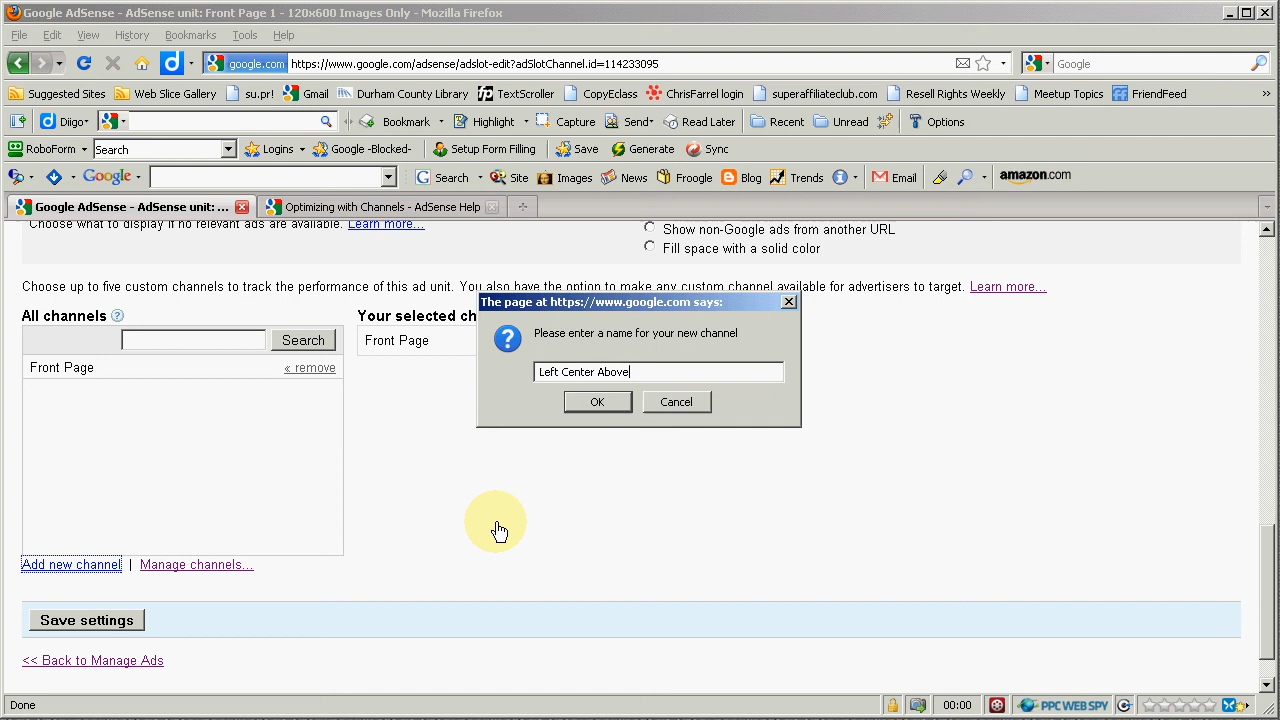 Google AdSense - AdSense unit: Front Page 1 - 120x600 Images Only - Mozilla Firefox
File Edit View History Bookmarks Tools Help
google.com https://www.google.com/adsense/adslot-edit?adSlotChannel.id=114233095 Google
Suggested Sites Web Slice Gallery su.pr! Gmail Durham County Library TextScroller CopyEclass ChrisFarrel login superaffiliateclub.com Resell Rights Weekly Meetup Topics FriendFeed »
Diigo Bookmark Highlight Capture Send Read Later Recent Unread Options
RoboForm Search Logins Google -Blocked- Setup Form Filling Save Generate Sync
Google Search Site Images News Froogle Blog Trends Email amazon.com
Google AdSense - AdSense unit: ... Optimizing with Channels - AdSense Help
Choose what to display if no relevant ads are available. Learn more...
Show non-Google ads from another URL
Fill space with a solid color
Choose up to five custom channels to track the performance of this ad unit. You also have the option to make any custom channel available for advertisers to target. Learn more...
The page at https://www.google.com says:
All channels ? Your selected ch
Please enter a name for your new channel
Search Front Page
Front Page « remove
Left Center Above
OK Cancel
Add new channel | Manage channels...
Save settings
<< Back to Manage Ads
Done 00:00 PPC WEB SPY